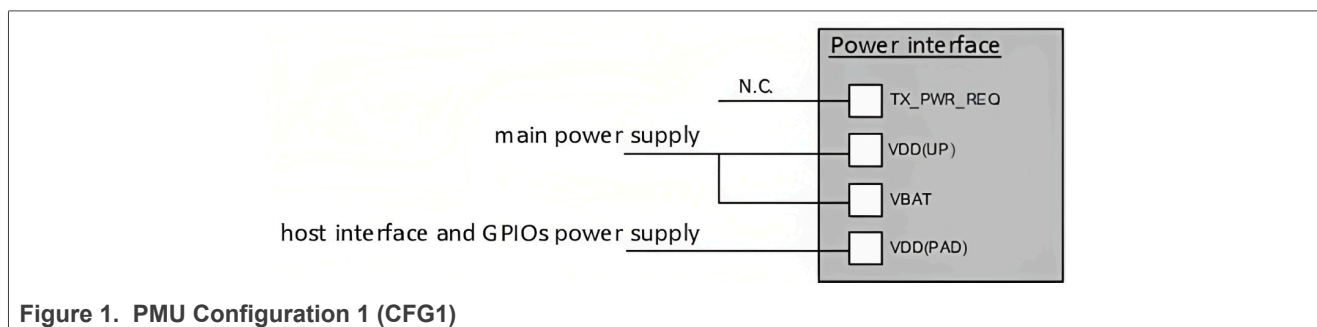 Power interface
N.C.
TX_PWR_REQ
main power supply
VDD(UP)
VBAT
host interface and GPIOs power supply
VDD(PAD)
Figure 1. PMU Configuration 1 (CFG1)